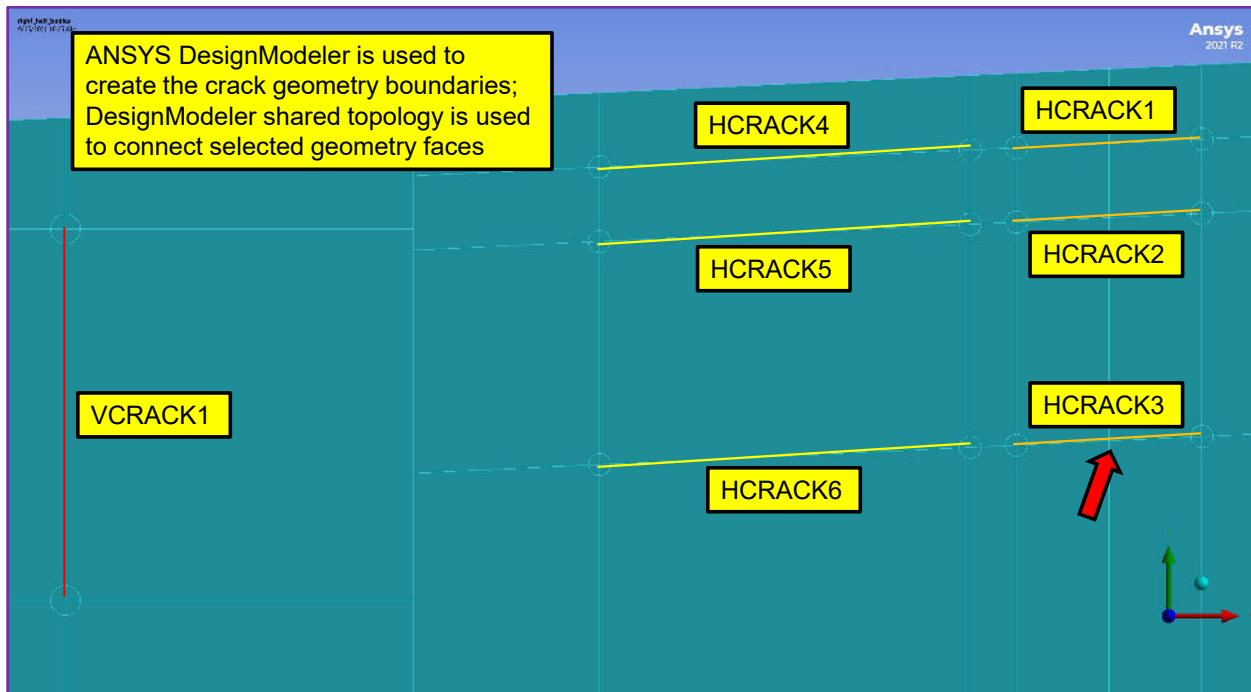 right_half_bodies
Ansys
2021 R2
ANSYS DesignModeler is used to
create the crack geometry boundaries;
DesignModeler shared topology is used
to connect selected geometry faces
HCRACK4
HCRACK1
HCRACK5
HCRACK2
VCRACK1
HCRACK3
HCRACK6